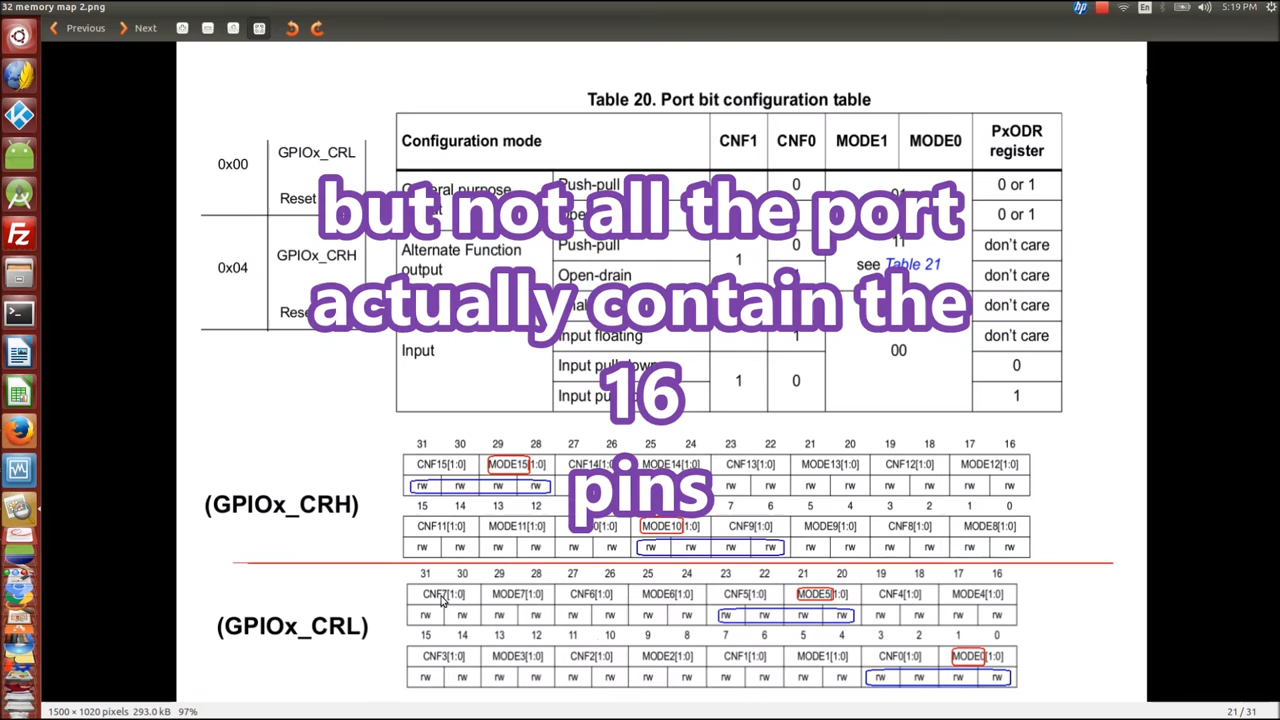 32 memory map 2.png
hp
En
5:19 PM
Previous
Next
Table 20. Port bit configuration table
Configuration mode CNF1 CNF0 MODE1 MODE0 PxODR register
0x00 GPIOx_CRL
Reset
0x04 GPIOx_CRH
Push-pull 0 0 or 1
0 or 1
Alternate Function output Push-pull 1 0 11 don't care
see Table 21
Open-drain don't care
don't care
Input Input floating 1 00 don't care
1 0 0
1
but not all the port
actually contain the
16
pins
31 30 29 28 27 26 25 24 23 22 21 20 19 18 17 16
CNF15[1:0] MODE15[1:0] CNF14[1:0] MODE14[1:0] CNF13[1:0] MODE13[1:0] CNF12[1:0] MODE12[1:0]
rw rw rw rw rw rw rw rw rw rw rw rw
(GPIOx_CRH)
15 14 13 12 7 6 5 4 3 2 1 0
CNF11[1:0] MODE11[1:0] MODE10[1:0] CNF9[1:0] MODE9[1:0] CNF8[1:0] MODE8[1:0]
rw rw rw rw rw rw rw rw rw rw rw rw rw rw rw rw
31 30 29 28 27 26 25 24 23 22 21 20 19 18 17 16
CNF7[1:0] MODE7[1:0] CNF6[1:0] MODE6[1:0] CNF5[1:0] MODE5[1:0] CNF4[1:0] MODE4[1:0]
rw rw rw rw rw rw rw rw rw rw rw rw rw rw rw rw
(GPIOx_CRL)
15 14 13 12 11 10 9 8 7 6 5 4 3 2 1 0
CNF3[1:0] MODE3[1:0] CNF2[1:0] MODE2[1:0] CNF1[1:0] MODE1[1:0] CNF0[1:0] MODE0[1:0]
rw rw rw rw rw rw rw rw rw rw rw rw rw rw rw rw
1500 × 1020 pixels 293.0 kB 97%
21 / 31